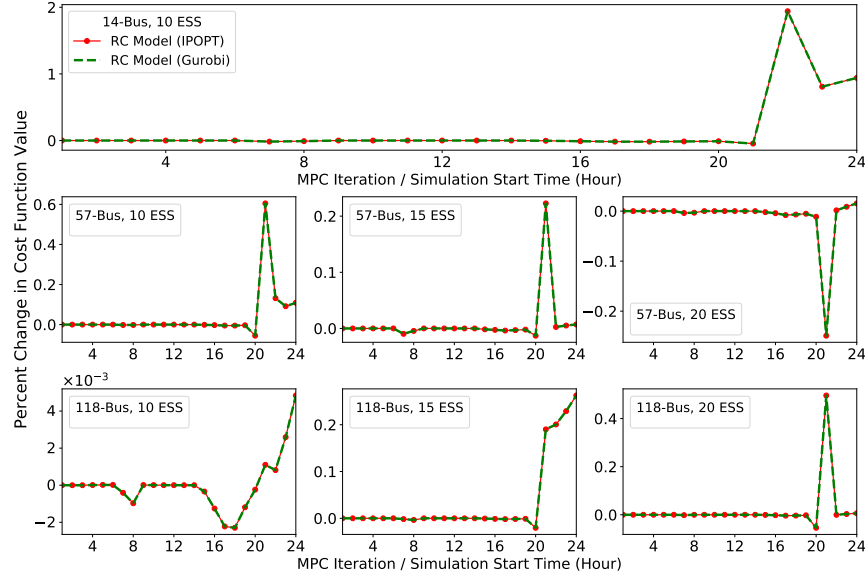 14-Bus, 10 ESS
RC Model (IPOPT)
RC Model (Gurobi)
2
1
0
4 8 12 16 20 24
MPC Iteration / Simulation Start Time (Hour)
Percent Change in Cost Function Value
57-Bus, 10 ESS
0.6
0.4
0.2
0.0
4 8 12 16 20 24
57-Bus, 15 ESS
0.2
0.1
0.0
4 8 12 16 20 24
57-Bus, 20 ESS
0.0
−0.1
−0.2
4 8 12 16 20 24
×10⁻³
118-Bus, 10 ESS
4
2
0
−2
4 8 12 16 20 24
118-Bus, 15 ESS
0.2
0.1
0.0
4 8 12 16 20 24
118-Bus, 20 ESS
0.4
0.2
0.0
4 8 12 16 20 24
MPC Iteration / Simulation Start Time (Hour)